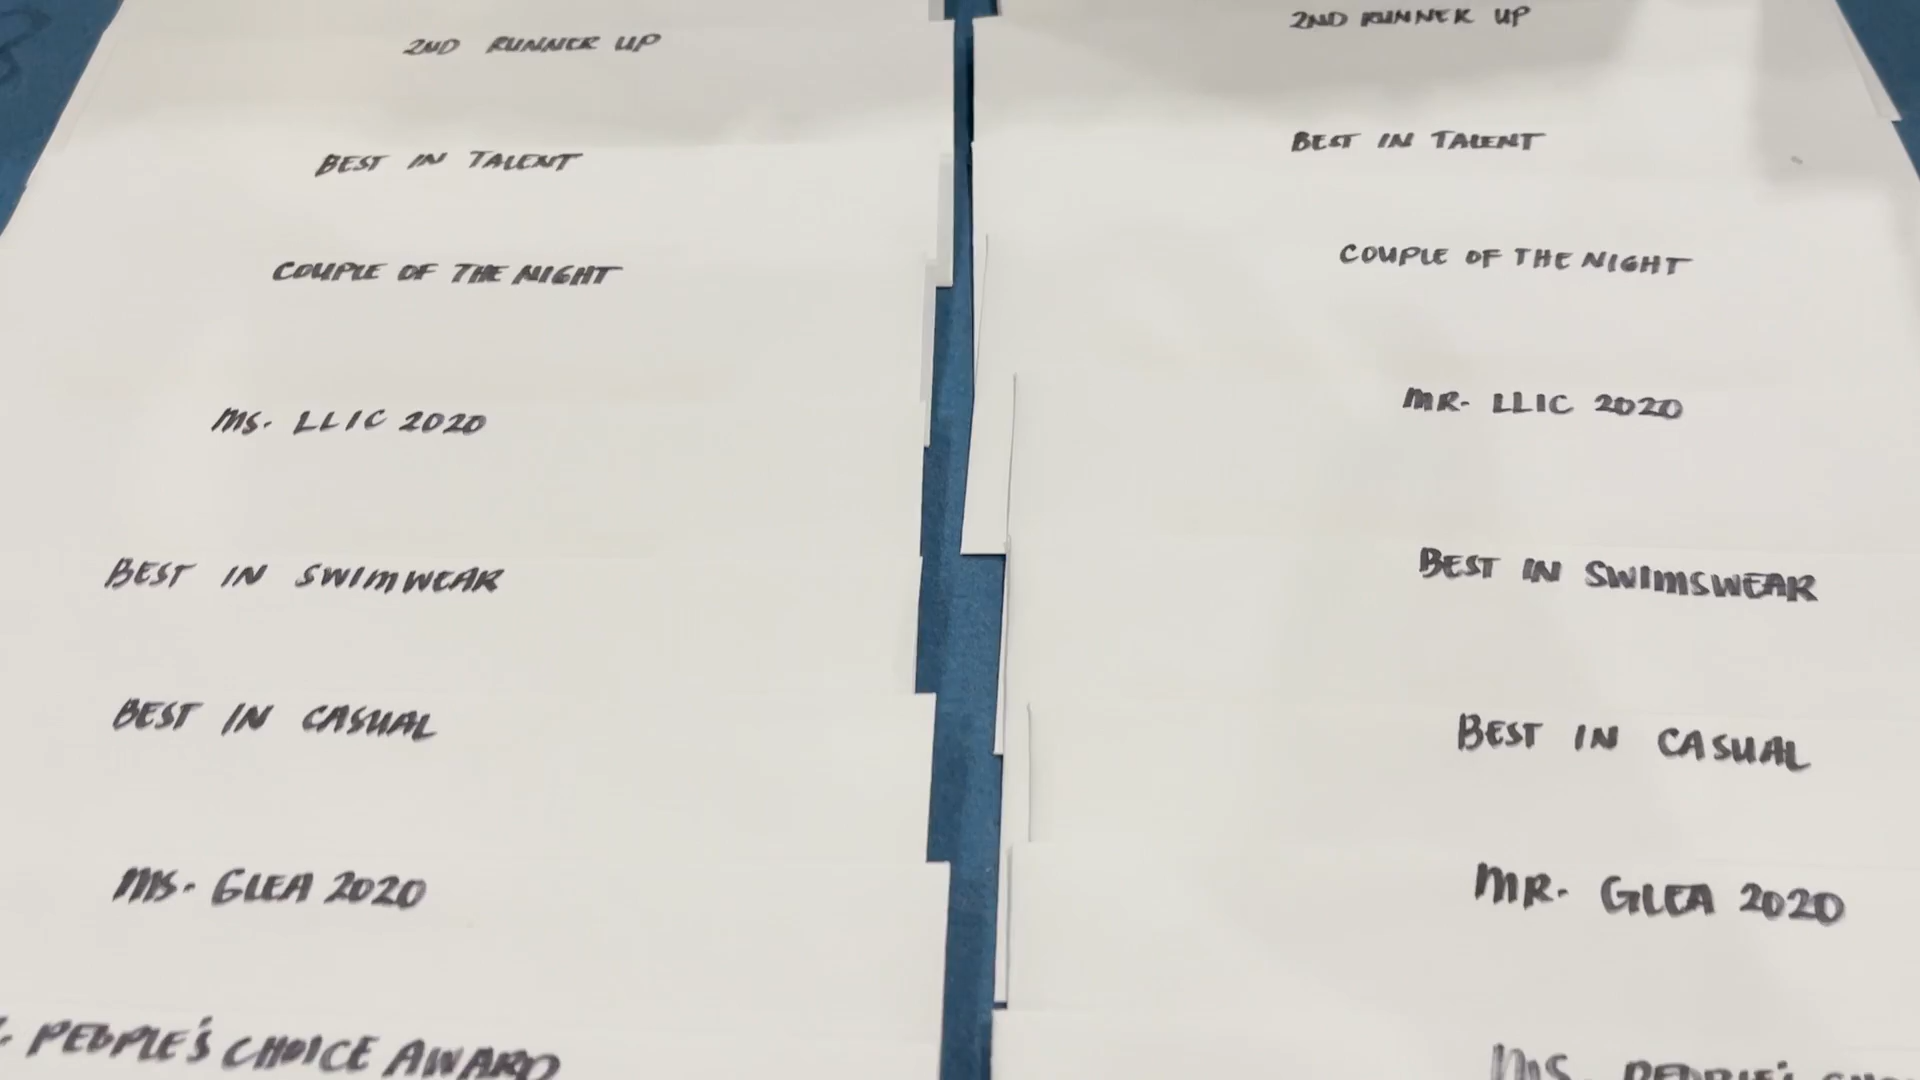 2ND RUNNER UP
BEST IN TALENT
COUPLE OF THE NIGHT
MS. LLIC 2020
BEST IN SWIMWEAR
BEST IN CASUAL
MS. GLEA 2020
PEOPLE'S CHOICE AWARD
2ND RUNNER UP
BEST IN TALENT
COUPLE OF THE NIGHT
MR. LLIC 2020
BEST IN SWIMSWEAR
BEST IN CASUAL
MR. GLEA 2020
MS. PEOPLE'S